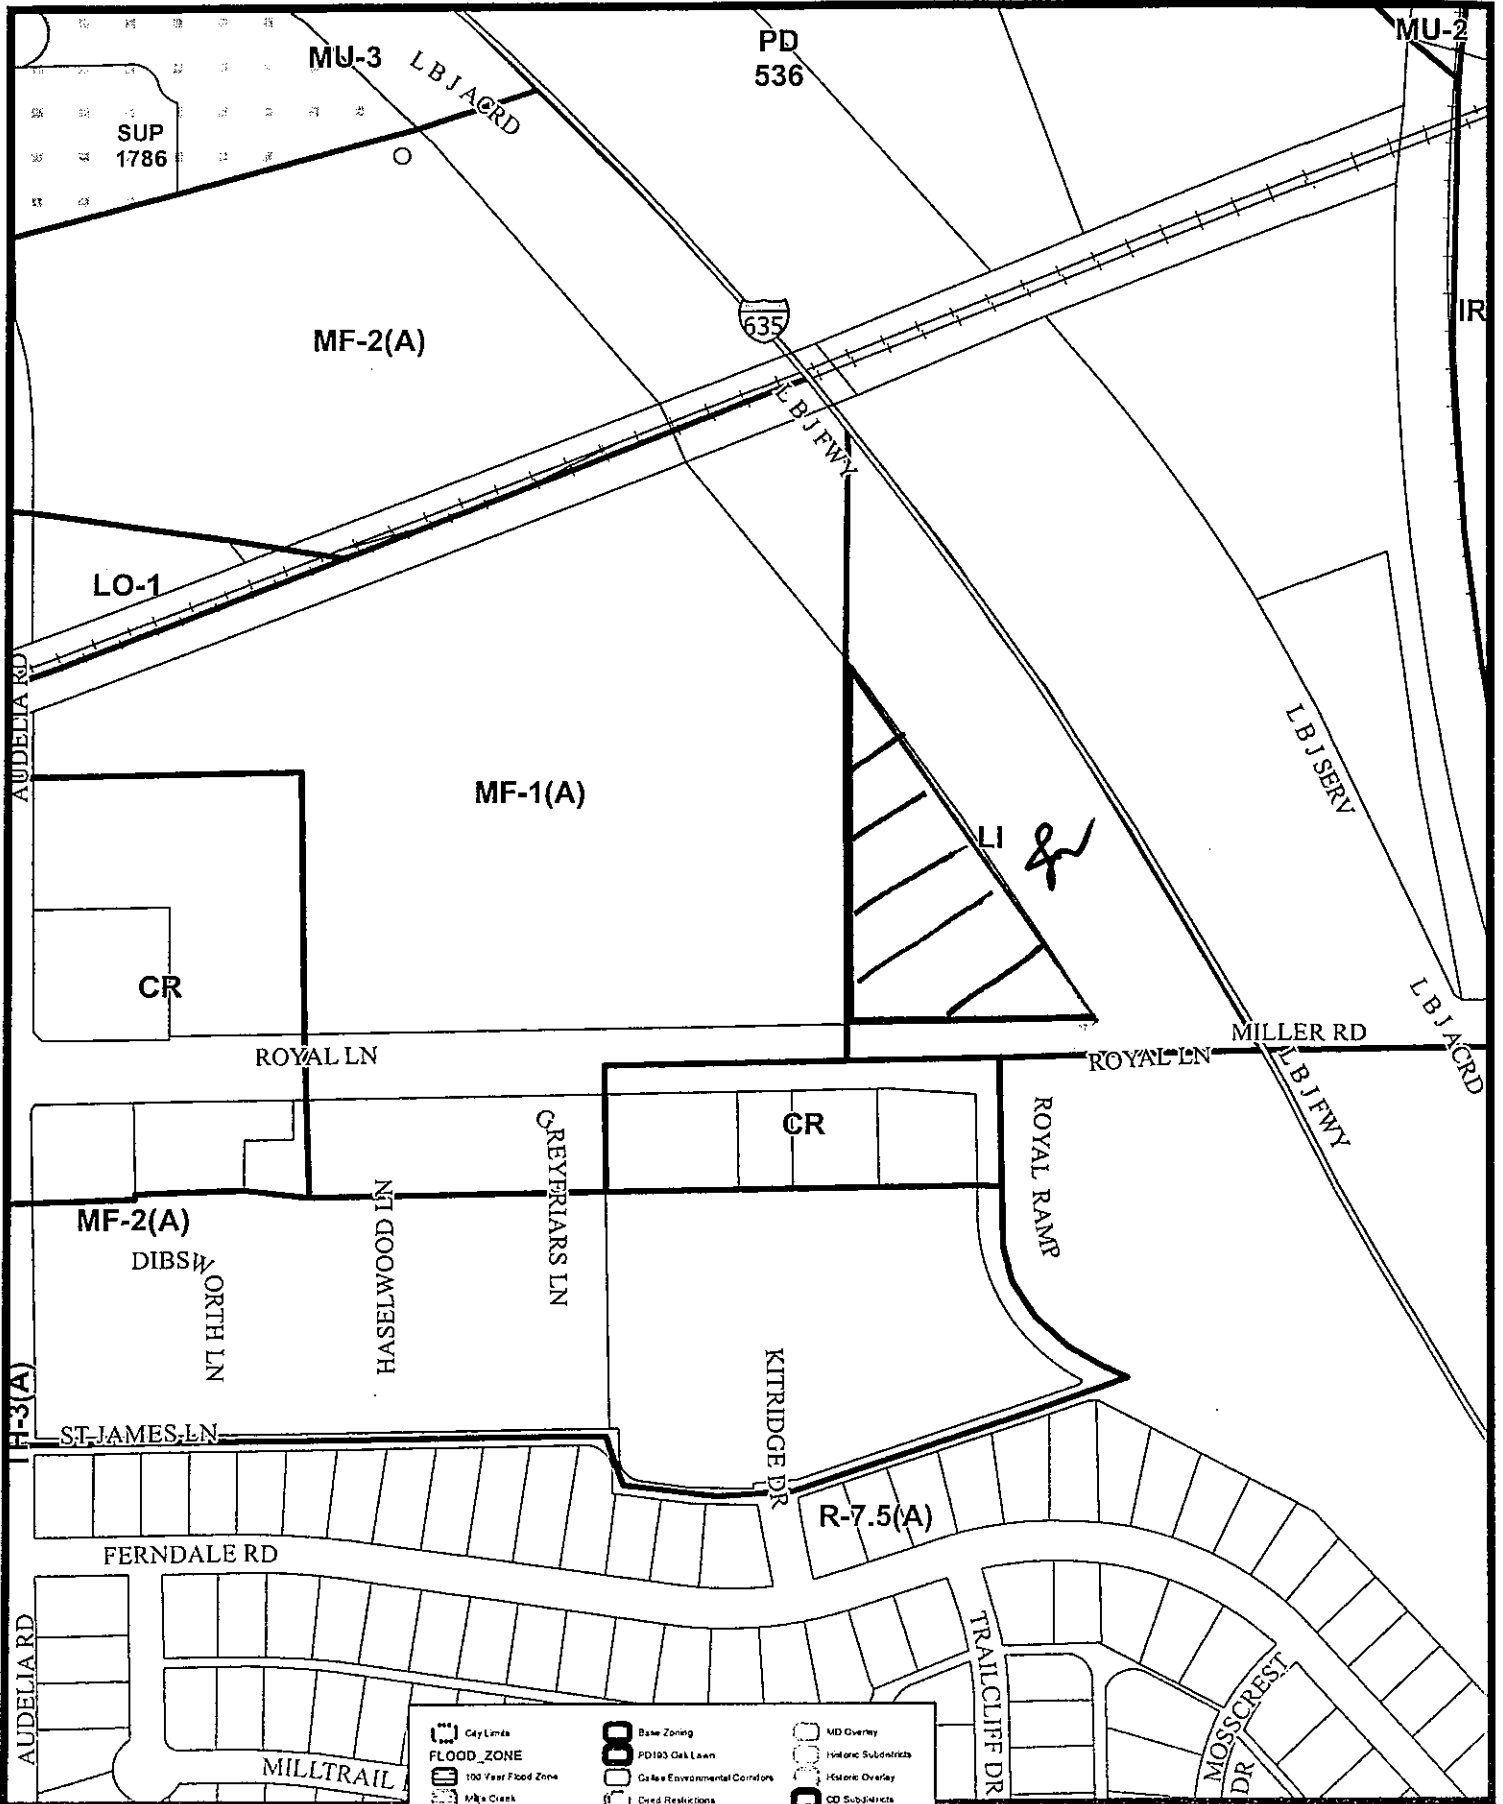 MU-3
L B J ACRD
PD
536
MU-2
SUP
1786
635
IR
MF-2(A)
L B J FWY
LO-1
AUDELIA RD
MF-1(A)
L B J SERV
LI
CR
L B J ACRD
ROYAL LN
MILLER RD
ROYAL LN
L B J FWY
CR
ROYAL RAMP
GREYFRIARS LN
HASELWOOD LN
MF-2(A)
DIBSWORTH LN
KITRIDGE DR
TH-3(A)
ST JAMES LN
R-7.5(A)
FERNDALE RD
AUDELIA RD
TRAILCLIFF DR
MOSSCREST DR
MILLTRAIL
City Limits
FLOOD_ZONE
100 Year Flood Zone
Mill's Creek
Base Zoning
PD193 Oak Lawn
Dallas Environmental Corridors
Deed Restrictions
MD Overlay
Historic Subdistricts
Historic Overlay
CD Subdistricts